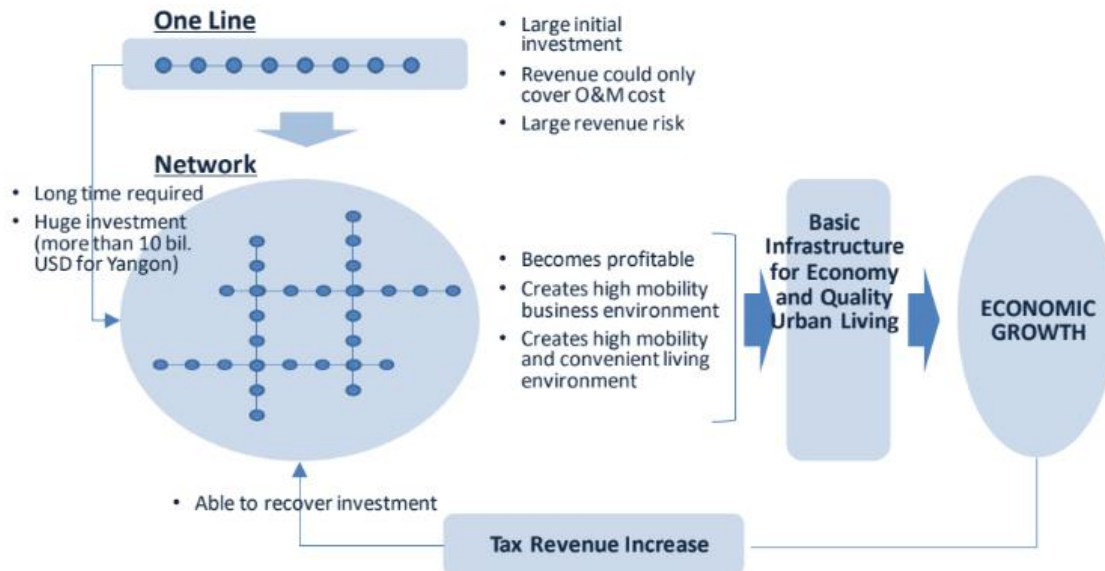 One Line
• Large initial
investment
• Revenue could only
cover O&M cost
• Large revenue risk
Network
• Long time required
• Huge investment
(more than 10 bil.
USD for Yangon)
• Becomes profitable
• Creates high mobility
business environment
• Creates high mobility
and convenient living
environment
Basic
Infrastructure
for Economy
and Quality
Urban Living
ECONOMIC
GROWTH
• Able to recover investment
Tax Revenue Increase